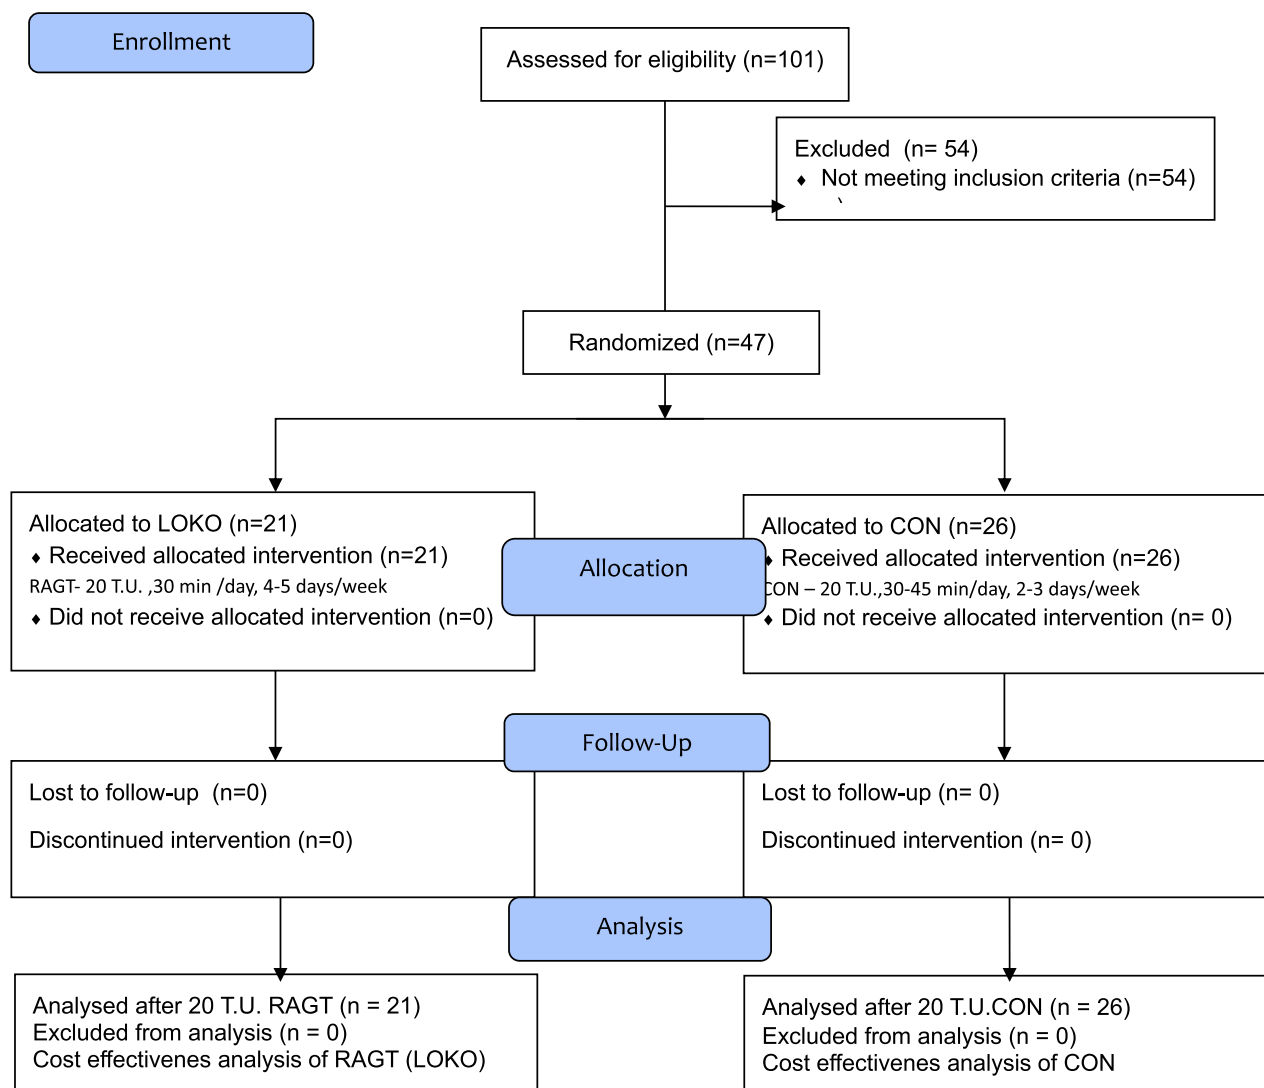 Enrollment
Assessed for eligibility (n=101)
Excluded (n= 54)
♦ Not meeting inclusion criteria (n=54)
Randomized (n=47)
Allocated to LOKO (n=21)
♦ Received allocated intervention (n=21)
RAGT- 20 T.U. ,30 min /day, 4-5 days/week
♦ Did not receive allocated intervention (n=0)
Allocation
Allocated to CON (n=26)
♦ Received allocated intervention (n=26)
CON – 20 T.U.,30-45 min/day, 2-3 days/week
♦ Did not receive allocated intervention (n= 0)
Follow-Up
Lost to follow-up (n=0)
Discontinued intervention (n=0)
Lost to follow-up (n= 0)
Discontinued intervention (n= 0)
Analysis
Analysed after 20 T.U. RAGT (n = 21)
Excluded from analysis (n = 0)
Cost effectivenes analysis of RAGT (LOKO)
Analysed after 20 T.U.CON (n = 26)
Excluded from analysis (n = 0)
Cost effectivenes analysis of CON